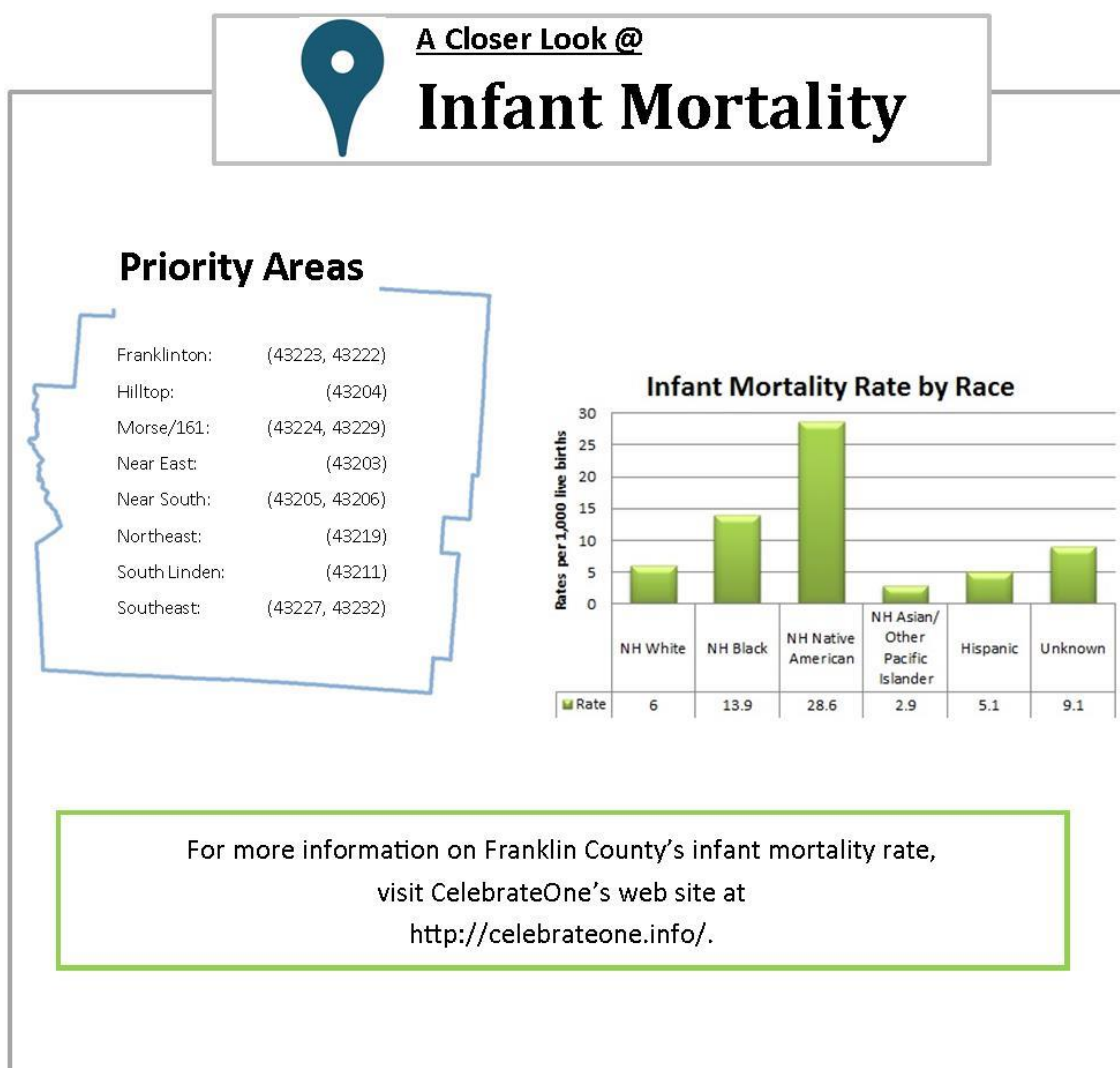 A Closer Look @
Infant Mortality
Priority Areas
Franklinton: (43223, 43222)
Hilltop: (43204)
Morse/161: (43224, 43229)
Near East: (43203)
Near South: (43205, 43206)
Northeast: (43219)
South Linden: (43211)
Southeast: (43227, 43232)
Infant Mortality Rate by Race
Rates per 1,000 live births
30
25
20
15
10
5
0
NH White
NH Black
NH Native
American
NH Asian/
Other
Pacific
Islander
Hispanic
Unknown
Rate 6 13.9 28.6 2.9 5.1 9.1
For more information on Franklin County’s infant mortality rate,
visit CelebrateOne’s web site at
http://celebrateone.info/.